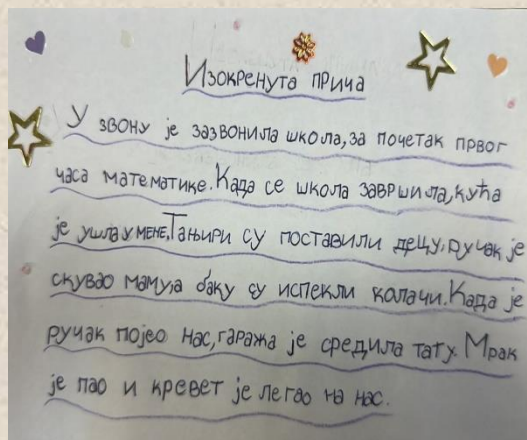 Изокренута прича
У звону је зазвонила школа, за почетак првог
часа математике. Када се школа завршила, кућа
је ушла у мене, Тањири су поставили децу, ручак је
скувао маму, а баку су испекли колачи. Када је
ручак појео нас, гаража је средила тату. Мрак
је пао и кревет је легао на нас.